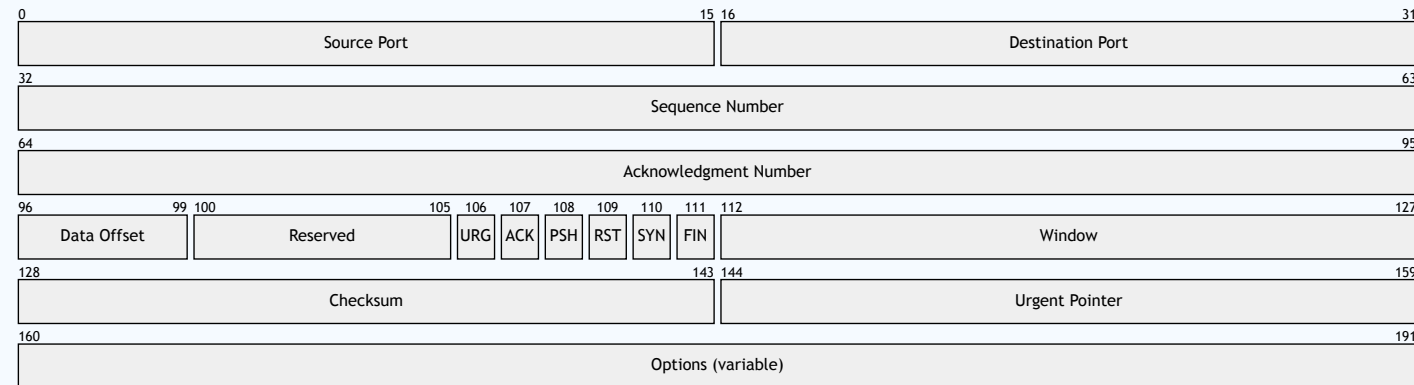 0 15 16 31
Source Port Destination Port
32 63
Sequence Number
64 95
Acknowledgment Number
96 99 100 105 106 107 108 109 110 111 112 127
Data Offset Reserved URG ACK PSH RST SYN FIN Window
128 143 144 159
Checksum Urgent Pointer
160 191
Options (variable)